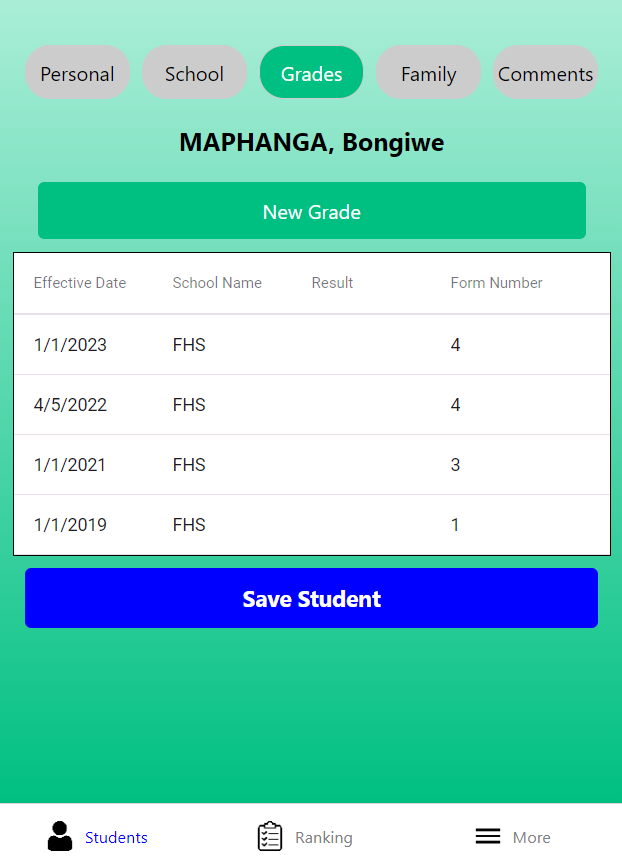 Personal School Grades Family Comments
MAPHANGA, Bongiwe
New Grade
Effective Date School Name Result Form Number
1/1/2023 FHS 4
4/5/2022 FHS 4
1/1/2021 FHS 3
1/1/2019 FHS 1
Save Student
Students Ranking More